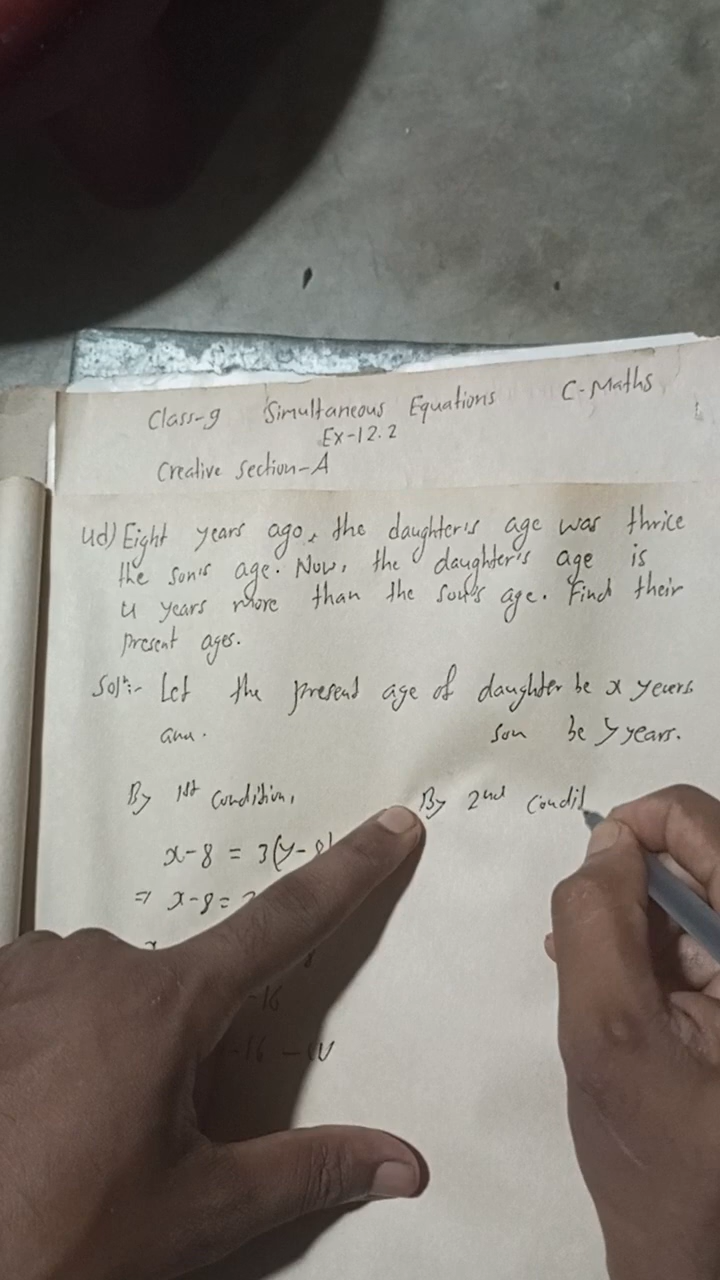 Class-9 Simultaneous Equations C-Maths
Ex-12.2
Creative section-A
4d) Eight years ago, the daughter's age was thrice
the son's age. Now, the daughter's age is
4 years more than the son's age. Find their
present ages.
Solⁿ:- Let the present age of daughter be x years
son be y years.
By 1st condition, By 2nd Condit
x-8 = 3(y-8)
⇒ x-8=
-16
-16